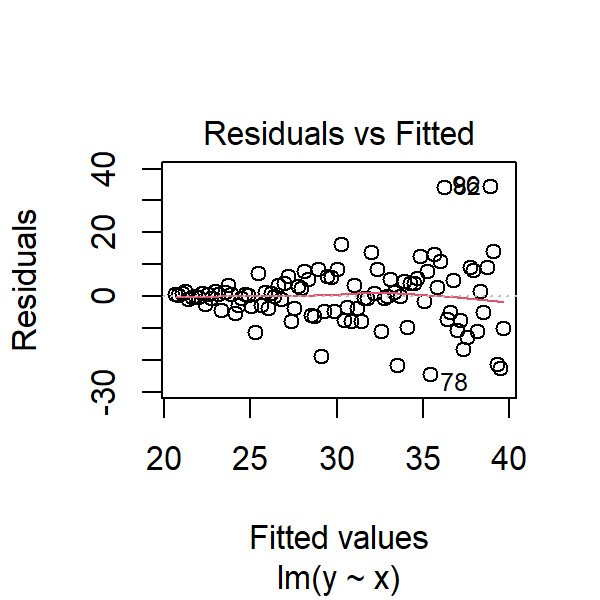 Residuals vs Fitted
Residuals
40
20
0
-30
78
20 25 30 35 40
Fitted values
lm(y ~ x)